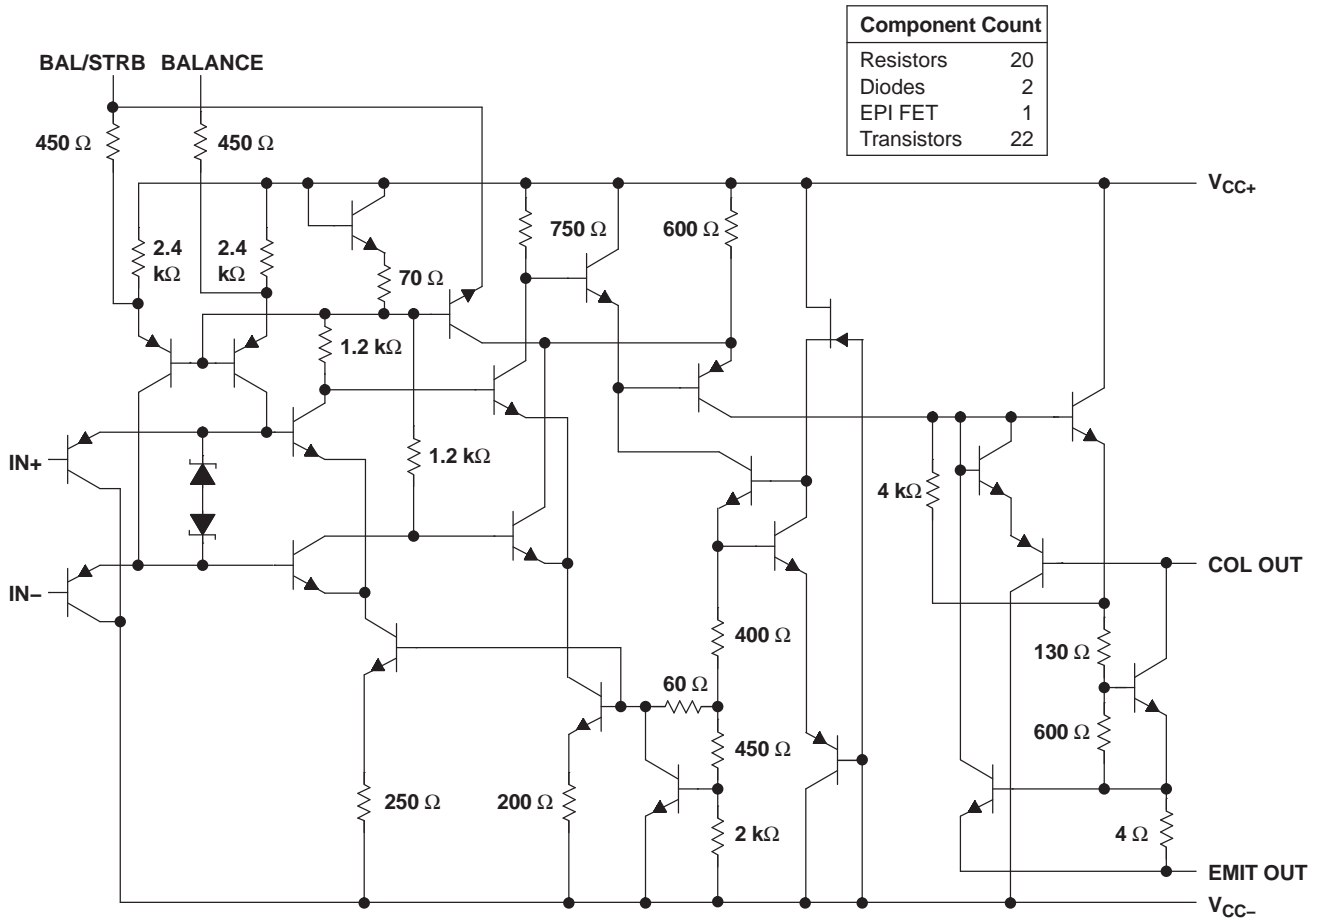 Component Count
Resistors 20
Diodes 2
EPI FET 1
Transistors 22
BAL/STRB BALANCE
450 Ω 450 Ω
V_CC+
2.4 kΩ
2.4 kΩ
70 Ω
750 Ω
600 Ω
1.2 kΩ
IN+
1.2 kΩ
4 kΩ
COL OUT
IN−
400 Ω
130 Ω
60 Ω
450 Ω
600 Ω
250 Ω
200 Ω
2 kΩ
4 Ω
EMIT OUT
V_CC−